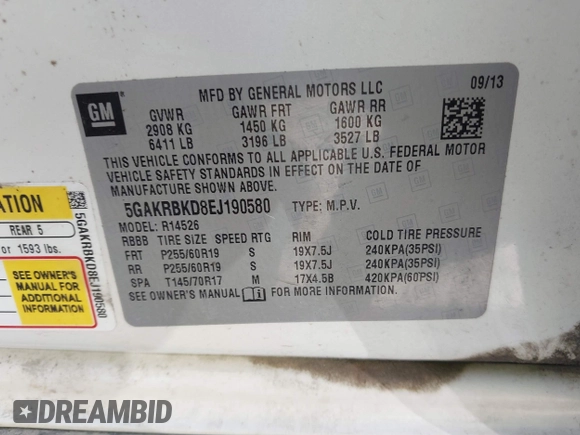 MFD BY GENERAL MOTORS LLC
09/13
GM
GVWR GAWR FRT GAWR RR
2908 KG 1450 KG 1600 KG
6411 LB 3196 LB 3527 LB
THIS VEHICLE CONFORMS TO ALL APPLICABLE U.S. FEDERAL MOTOR
VEHICLE SAFETY STANDARDS IN EFFECT ON THE DATE OF
MANUFACTURE SHOWN ABOVE.
5GAKRBKD8EJ190580 TYPE: M.P.V.
MODEL: R14526
RBBB TIRE SIZE SPEED RTG RIM COLD TIRE PRESSURE
FRT P255/60R19 S 19X7.5J 240KPA(35PSI)
RR P255/60R19 S 19X7.5J 240KPA(35PSI)
SPA T145/70R17 M 17X4.5B 420KPA(60PSI)
SEE OWNER'S MANUAL FOR MORE INFORMATION.
ATION
REAR 5
or 1593 lbs.
SEE OWNER'S
MANUAL FOR
ADDITIONAL
INFORMATION
5GAKRBKD8EJ190580
DREAMBID